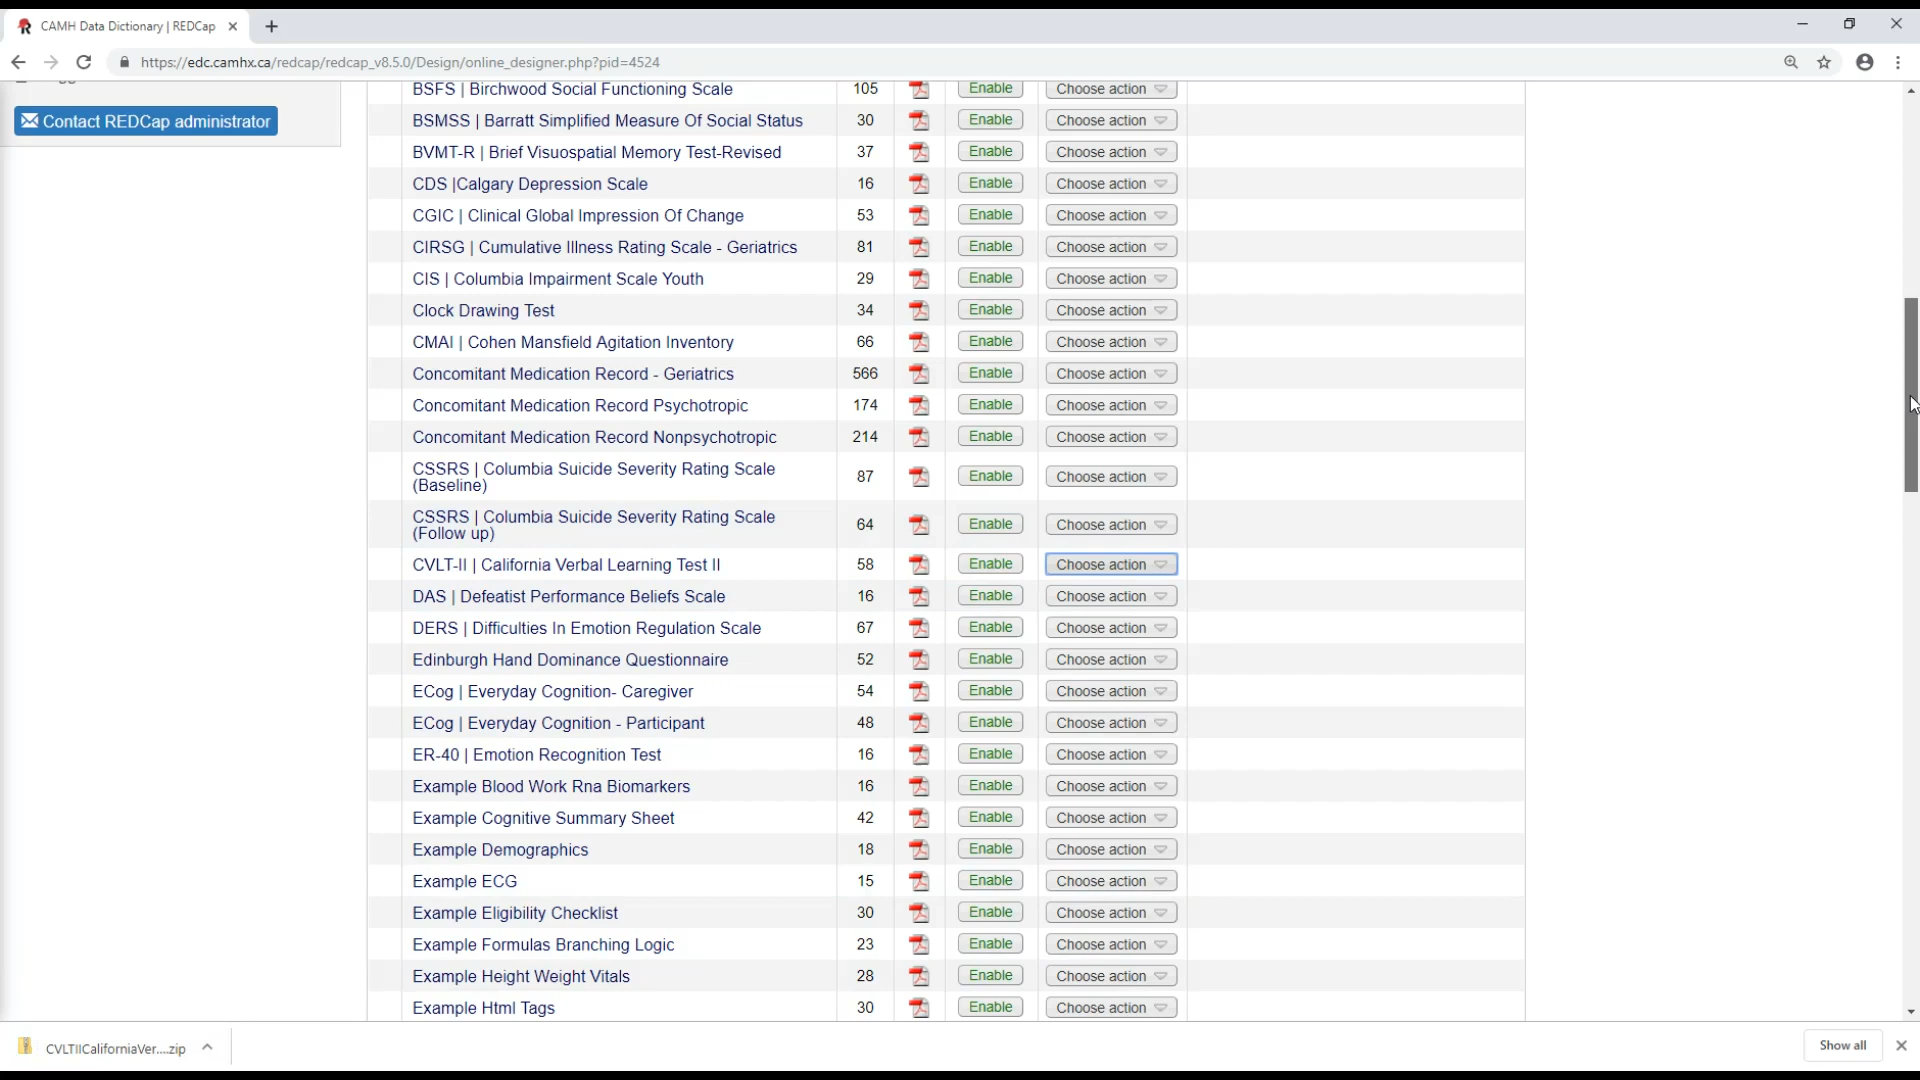 CAMH Data Dictionary | REDCap
https://edc.camhx.ca/redcap/redcap_v8.5.0/Design/online_designer.php?pid=4524
Contact REDCap administrator
BSFS | Birchwood Social Functioning Scale 105 Enable Choose action
BSMSS | Barratt Simplified Measure Of Social Status 30 Enable Choose action
BVMT-R | Brief Visuospatial Memory Test-Revised 37 Enable Choose action
CDS |Calgary Depression Scale 16 Enable Choose action
CGIC | Clinical Global Impression Of Change 53 Enable Choose action
CIRSG | Cumulative Illness Rating Scale - Geriatrics 81 Enable Choose action
CIS | Columbia Impairment Scale Youth 29 Enable Choose action
Clock Drawing Test 34 Enable Choose action
CMAI | Cohen Mansfield Agitation Inventory 66 Enable Choose action
Concomitant Medication Record - Geriatrics 566 Enable Choose action
Concomitant Medication Record Psychotropic 174 Enable Choose action
Concomitant Medication Record Nonpsychotropic 214 Enable Choose action
CSSRS | Columbia Suicide Severity Rating Scale
(Baseline) 87 Enable Choose action
CSSRS | Columbia Suicide Severity Rating Scale
(Follow up) 64 Enable Choose action
CVLT-II | California Verbal Learning Test II 58 Enable Choose action
DAS | Defeatist Performance Beliefs Scale 16 Enable Choose action
DERS | Difficulties In Emotion Regulation Scale 67 Enable Choose action
Edinburgh Hand Dominance Questionnaire 52 Enable Choose action
ECog | Everyday Cognition- Caregiver 54 Enable Choose action
ECog | Everyday Cognition - Participant 48 Enable Choose action
ER-40 | Emotion Recognition Test 16 Enable Choose action
Example Blood Work Rna Biomarkers 16 Enable Choose action
Example Cognitive Summary Sheet 42 Enable Choose action
Example Demographics 18 Enable Choose action
Example ECG 15 Enable Choose action
Example Eligibility Checklist 30 Enable Choose action
Example Formulas Branching Logic 23 Enable Choose action
Example Height Weight Vitals 28 Enable Choose action
Example Html Tags 30 Enable Choose action
CVLTIICaliforniaVer....zip
Show all